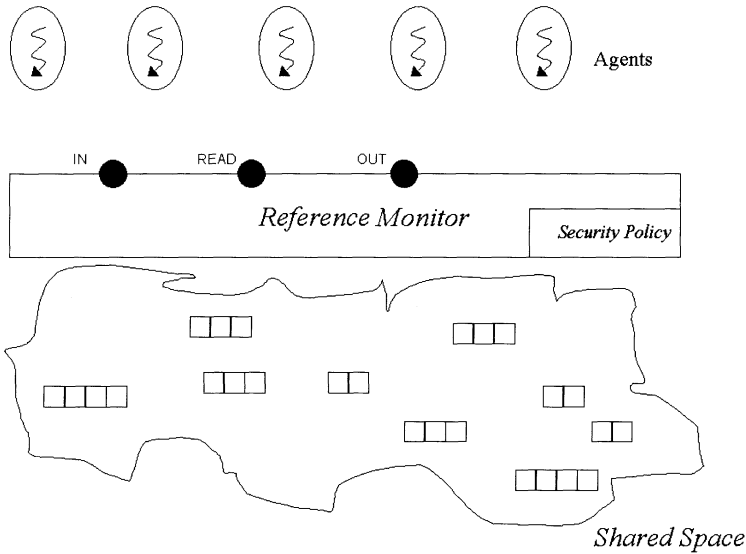 Agents
IN READ OUT
Reference Monitor
Security Policy
Shared Space